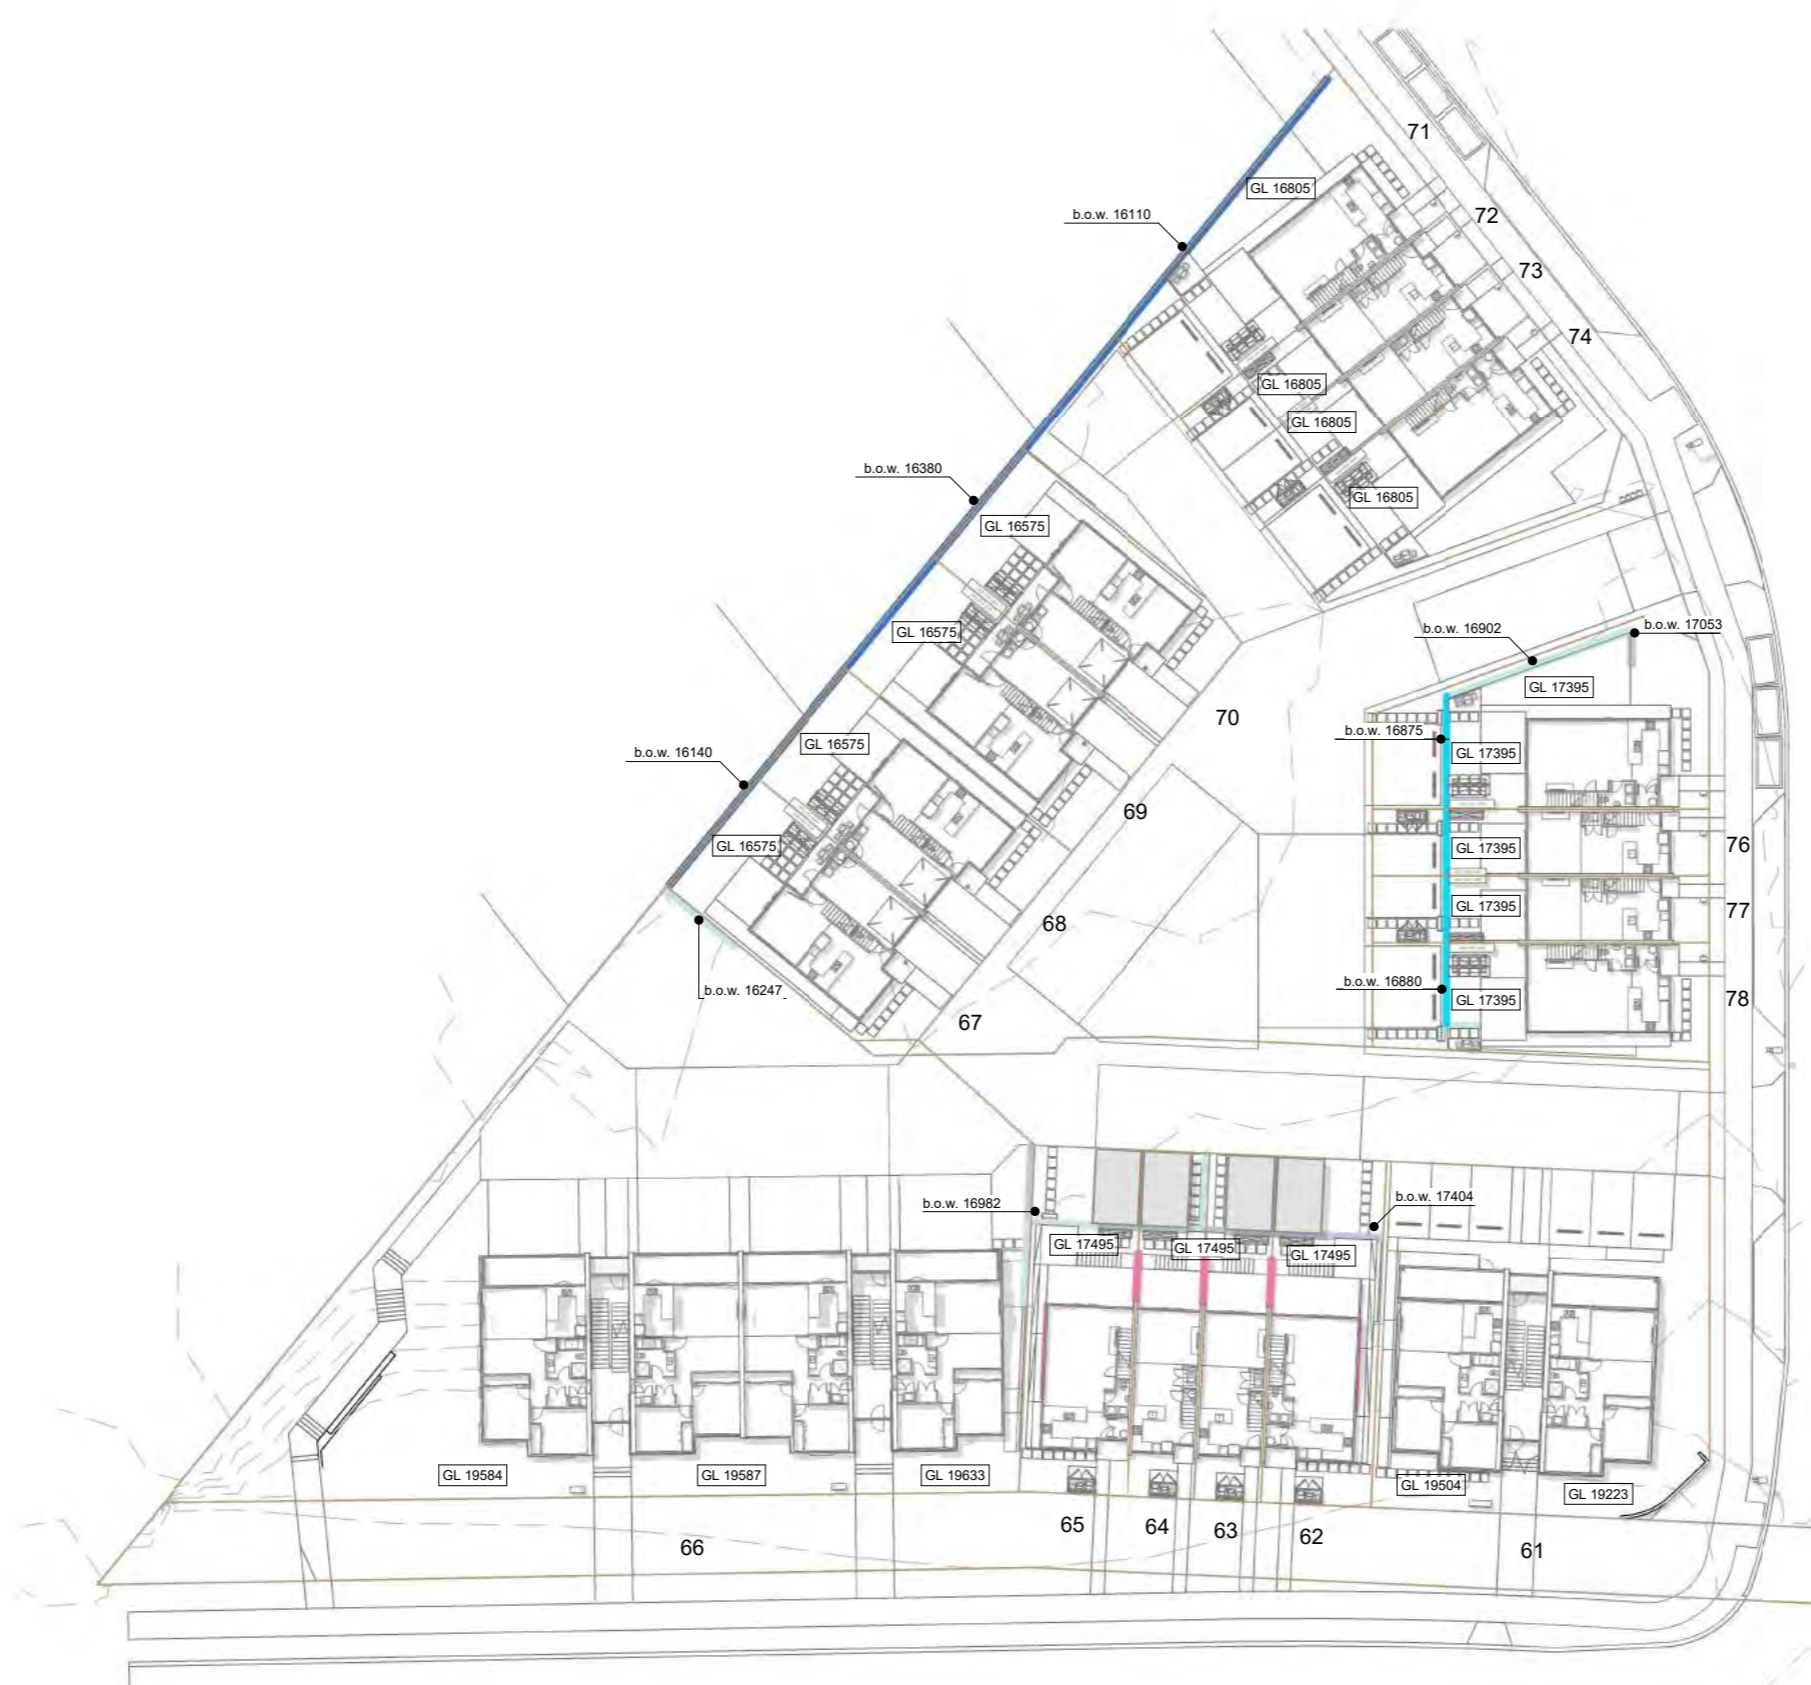 71
GL 16805
72
b.o.w. 16110
73
74
GL 16805
GL 16805
b.o.w. 16380
GL 16805
GL 16575
GL 16575
b.o.w. 16902
b.o.w. 17053
GL 17395
70
b.o.w. 16875
GL 16575
GL 17395
b.o.w. 16140
69
76
GL 16575
GL 17395
77
GL 17395
68
b.o.w. 16880
b.o.w. 16247
GL 17395
78
67
b.o.w. 16982
b.o.w. 17404
GL 17495
GL 17495
GL 17495
GL 19584
GL 19587
GL 19633
GL 19504
GL 19223
65
64
63
62
66
61